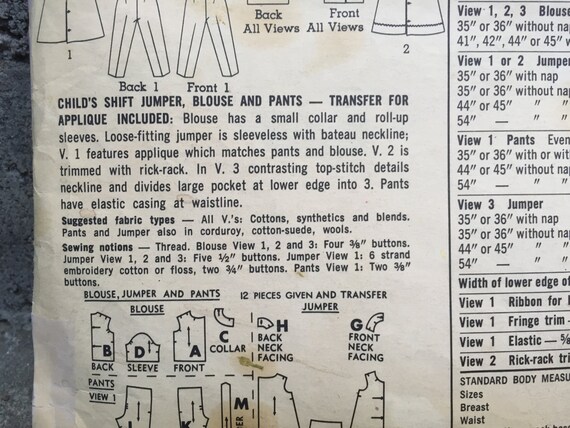 Back
All Views
Front
All Views
1
2
Back 1
Front 1
CHILD'S SHIFT JUMPER, BLOUSE AND PANTS — TRANSFER FOR
APPLIQUE INCLUDED: Blouse has a small collar and roll-up
sleeves. Loose-fitting jumper is sleeveless with bateau neckline;
V. 1 features applique which matches pants and blouse. V. 2 is
trimmed with rick-rack. In V. 3 contrasting top-stitch details
neckline and divides large pocket at lower edge into 3. Pants
have elastic casing at waistline.
Suggested fabric types — All V.'s: Cottons, synthetics and blends.
Pants and Jumper also in corduroy, cotton-suede, wools.
Sewing notions — Thread. Blouse View 1, 2 and 3: Four ⅜" buttons.
Jumper View 1, 2 and 3: Five ½" buttons. Jumper View 1: 6 strand
embroidery cotton or floss, two ¾" buttons. Pants View 1: Two ⅜"
buttons.
BLOUSE, JUMPER AND PANTS
12 PIECES GIVEN AND TRANSFER
BLOUSE
JUMPER
B
BACK
D
SLEEVE
A
FRONT
C
COLLAR
H
BACK
NECK
FACING
G
FRONT
NECK
FACING
PANTS
VIEW 1
L
K
M
View 1, 2, 3 Blouse
35" or 36" without nap
41", 42", 44" or 45" w
View 1 or 2 Jumper
35" or 36" with nap
35" or 36" without nap
44" or 45" " "
54" — " "
View 1 Pants Even
35" or 36" with or with
44" or 45" " "
54" — " "
View 3 Jumper
35" or 36" with nap
35" or 36" without nap
44" or 45" " "
54" — " "
Width of lower edge of
View 1 Ribbon for
View 1 Fringe trim —
View 1 Elastic — ⅝
View 2 Rick-rack tri
STANDARD BODY MEASU
Sizes
Breast
Waist